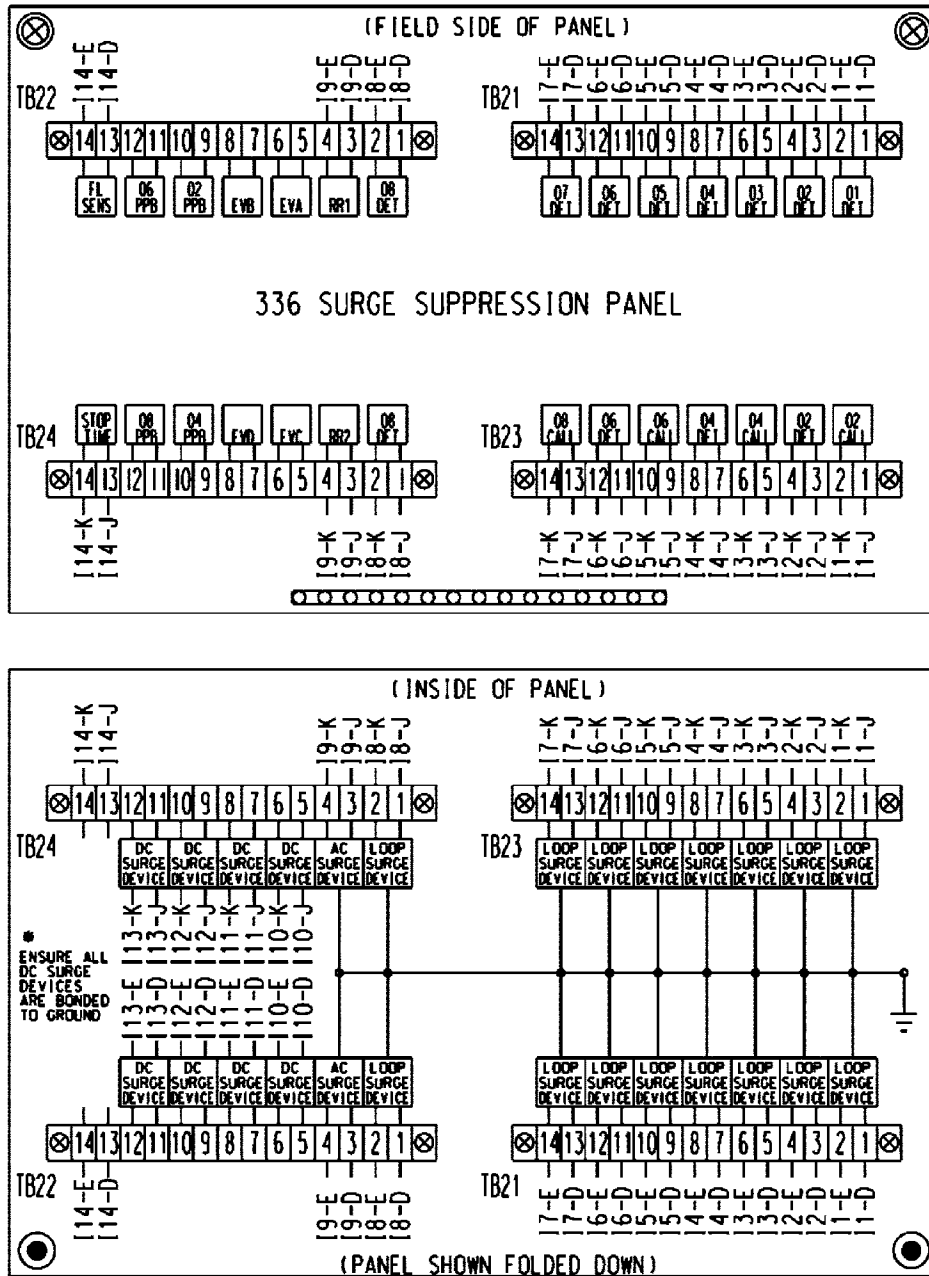 (FIELD SIDE OF PANEL)
TB22
I14-E I14-D I9-E I9-D I8-E I8-D
14 13 12 11 10 9 8 7 6 5 4 3 2 1
FL SENS
06 PPB
02 PPB
EVB
EVA
RR1
08 DET
TB21
I7-E I7-D I6-E I6-D I5-E I5-D I4-E I4-D I3-E I3-D I2-E I2-D I1-E I1-D
14 13 12 11 10 9 8 7 6 5 4 3 2 1
07 DET
06 DET
05 DET
04 DET
03 DET
02 DET
01 DET
336 SURGE SUPPRESSION PANEL
TB24
STOP TIME
08 PPB
04 PPB
EVD
EVC
RR2
08 DET
14 13 12 11 10 9 8 7 6 5 4 3 2 1
I14-K I14-J I9-K I9-J I8-K I8-J
TB23
08 CALL
06 DET
06 CALL
04 DET
04 CALL
02 DET
02 CALL
14 13 12 11 10 9 8 7 6 5 4 3 2 1
I7-K I7-J I6-K I6-J I5-K I5-J I4-K I4-J I3-K I3-J I2-K I2-J I1-K I1-J
(INSIDE OF PANEL)
I14-K I14-J I9-K I9-J I8-K I8-J
14 13 12 11 10 9 8 7 6 5 4 3 2 1
TB24
DC SURGE DEVICE
DC SURGE DEVICE
DC SURGE DEVICE
DC SURGE DEVICE
AC SURGE DEVICE
LOOP SURGE DEVICE
I13-K I13-J I12-K I12-J I11-K I11-J I10-K I10-J
I7-K I7-J I6-K I6-J I5-K I5-J I4-K I4-J I3-K I3-J I2-K I2-J I1-K I1-J
14 13 12 11 10 9 8 7 6 5 4 3 2 1
TB23
LOOP SURGE DEVICE
LOOP SURGE DEVICE
LOOP SURGE DEVICE
LOOP SURGE DEVICE
LOOP SURGE DEVICE
LOOP SURGE DEVICE
LOOP SURGE DEVICE
*
ENSURE ALL
DC SURGE
DEVICES
ARE BONDED
TO GROUND
I13-E I13-D I12-E I12-D I11-E I11-D I10-E I10-D
DC SURGE DEVICE
DC SURGE DEVICE
DC SURGE DEVICE
DC SURGE DEVICE
AC SURGE DEVICE
LOOP SURGE DEVICE
14 13 12 11 10 9 8 7 6 5 4 3 2 1
TB22
I14-E I14-D I9-E I9-D I8-E I8-D
LOOP SURGE DEVICE
LOOP SURGE DEVICE
LOOP SURGE DEVICE
LOOP SURGE DEVICE
LOOP SURGE DEVICE
LOOP SURGE DEVICE
LOOP SURGE DEVICE
14 13 12 11 10 9 8 7 6 5 4 3 2 1
TB21
I7-E I7-D I6-E I6-D I5-E I5-D I4-E I4-D I3-E I3-D I2-E I2-D I1-E I1-D
(PANEL SHOWN FOLDED DOWN)